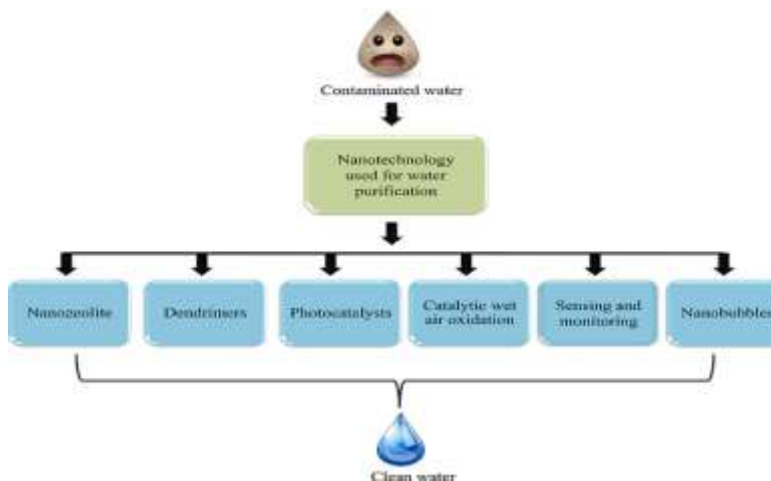 Contaminated water
Nanotechnology
used for water
purification
Nanozeolite
Dendrimers
Photocatalysts
Catalytic wet
air oxidation
Sensing and
monitoring
Nanobubbles
Clean water